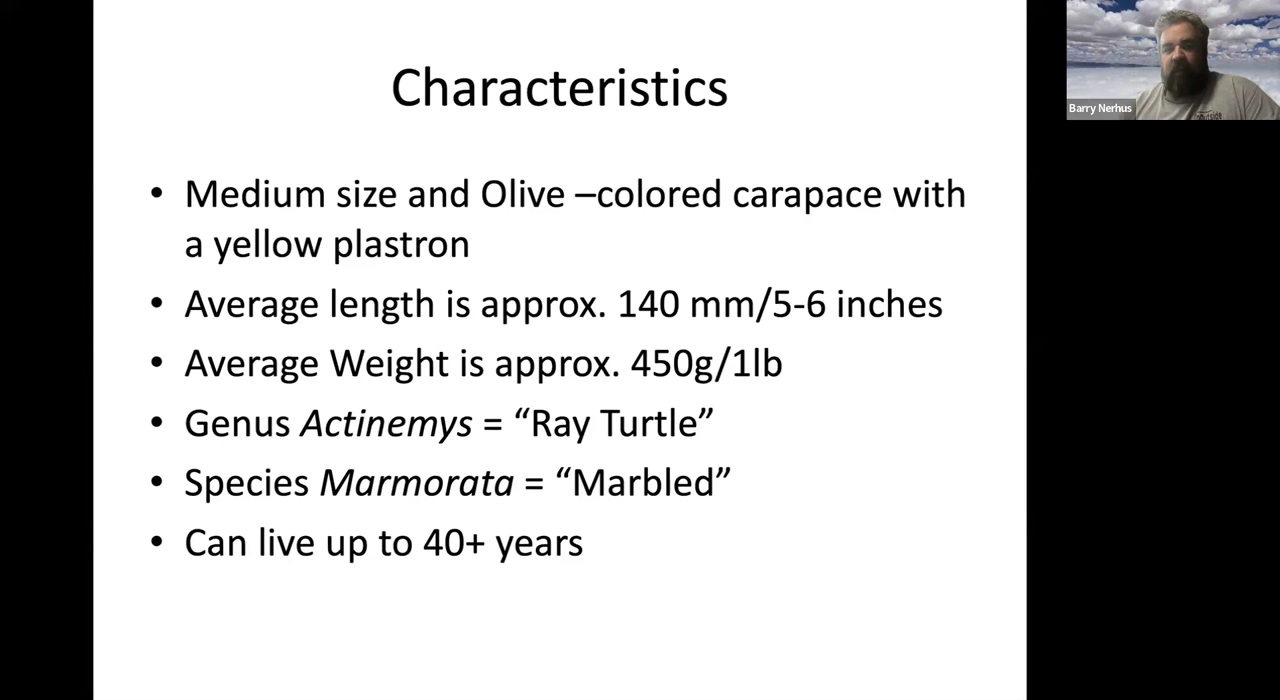 Characteristics
• Medium size and Olive –colored carapace with
a yellow plastron
• Average length is approx. 140 mm/5-6 inches
• Average Weight is approx. 450g/1lb
• Genus Actinemys = “Ray Turtle”
• Species Marmorata = “Marbled”
• Can live up to 40+ years
Barry Nerhus